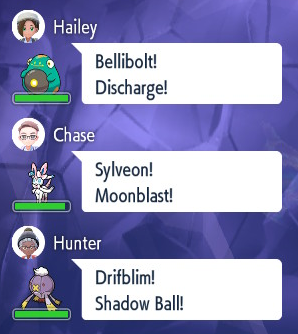 Hailey
Bellibolt!
Discharge!
Chase
Sylveon!
Moonblast!
Hunter
Drifblim!
Shadow Ball!